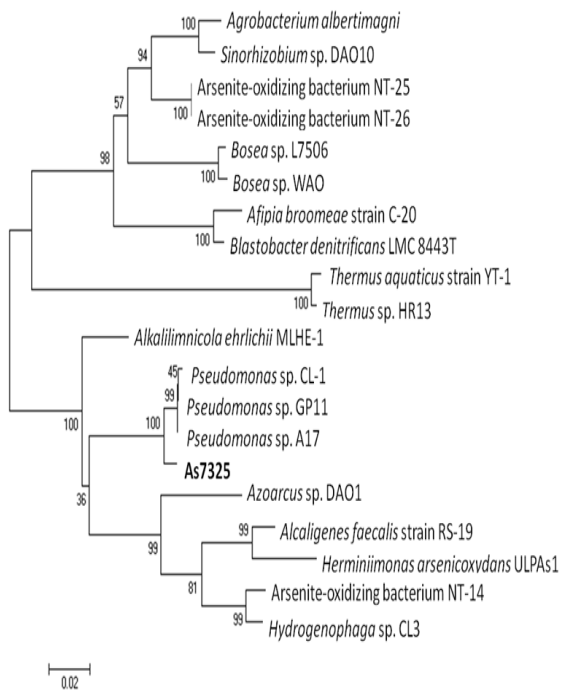 100
Agrobacterium albertimagni
Sinorhizobium sp. DAO10
94
Arsenite-oxidizing bacterium NT-25
57
100
Arsenite-oxidizing bacterium NT-26
98
Bosea sp. L7506
100
Bosea sp. WAO
Afipia broomeae strain C-20
100
Blastobacter denitrificans LMC 8443T
Thermus aquaticus strain YT-1
100
Thermus sp. HR13
Alkalilimnicola ehrlichii MLHE-1
45
Pseudomonas sp. CL-1
99
Pseudomonas sp. GP11
100
100
Pseudomonas sp. A17
As7325
36
Azoarcus sp. DAO1
99
Alcaligenes faecalis strain RS-19
99
Herminiimonas arsenicoxydans ULPAs1
81
Arsenite-oxidizing bacterium NT-14
99
Hydrogenophaga sp. CL3
0.02